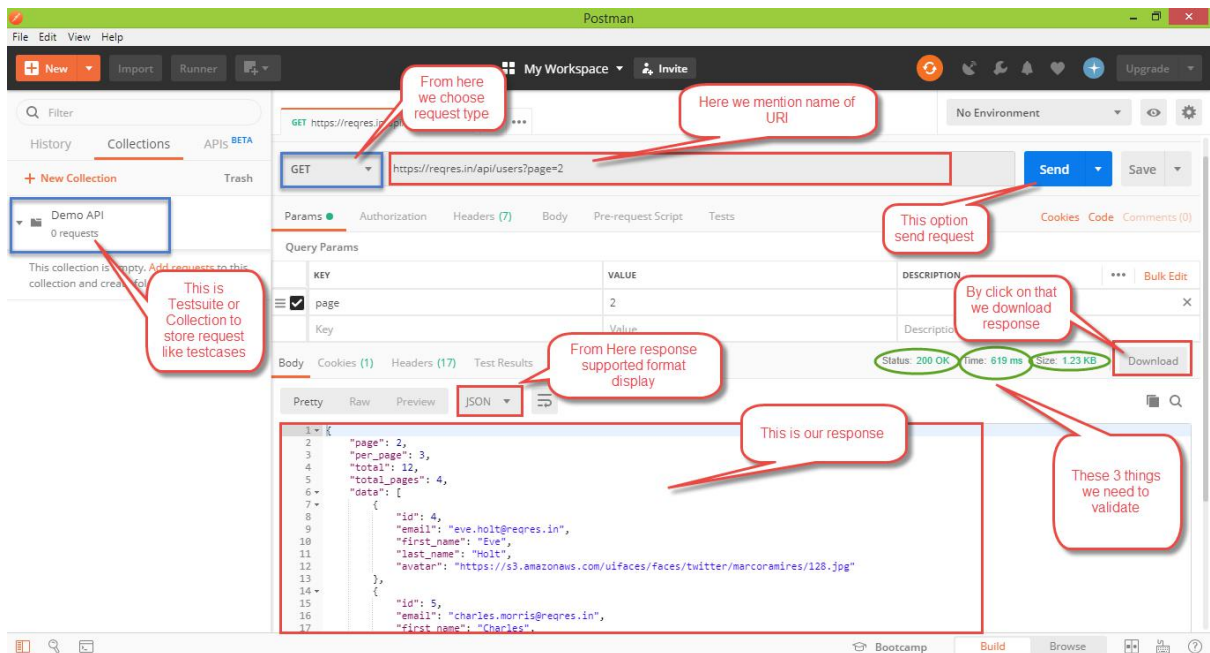 Postman
File Edit View Help
New
Import
Runner
My Workspace
Invite
Upgrade
From here
we choose
request type
Here we mention name of
URI
Filter
History
Collections
APIs BETA
GET https://reqres.in/api
•••
No Environment
+ New Collection
Trash
GET
https://reqres.in/api/users?page=2
Send
Save
Demo API
0 requests
Params
Authorization
Headers (7)
Body
Pre-request Script
Tests
This option
send request
Cookies Code Comments (0)
Query Params
This collection is empty. Add requests to this
collection and create
This is
Testsuite or
Collection to
store request
like testcases
KEY
VALUE
DESCRIPTION
•••
Bulk Edit
page
2
By click on that
we download
response
Key
Value
From Here response
supported format
display
Body
Cookies (1)
Headers (17)
Test Results
Status: 200 OK
Time: 619 ms
Size: 1.23 KB
Download
Pretty
Raw
Preview
JSON
This is our response
These 3 things
we need to
validate
1 {
2 "page": 2,
3 "per_page": 3,
4 "total": 12,
5 "total_pages": 4,
6 "data": [
7 {
8 "id": 4,
9 "email": "eve.holt@reqres.in",
10 "first_name": "Eve",
11 "last_name": "Holt",
12 "avatar": "https://s3.amazonaws.com/uifaces/faces/twitter/marcoramires/128.jpg"
13 },
14 {
15 "id": 5,
16 "email": "charles.morris@reqres.in",
17 "first_name": "Charles",
Bootcamp
Build
Browse